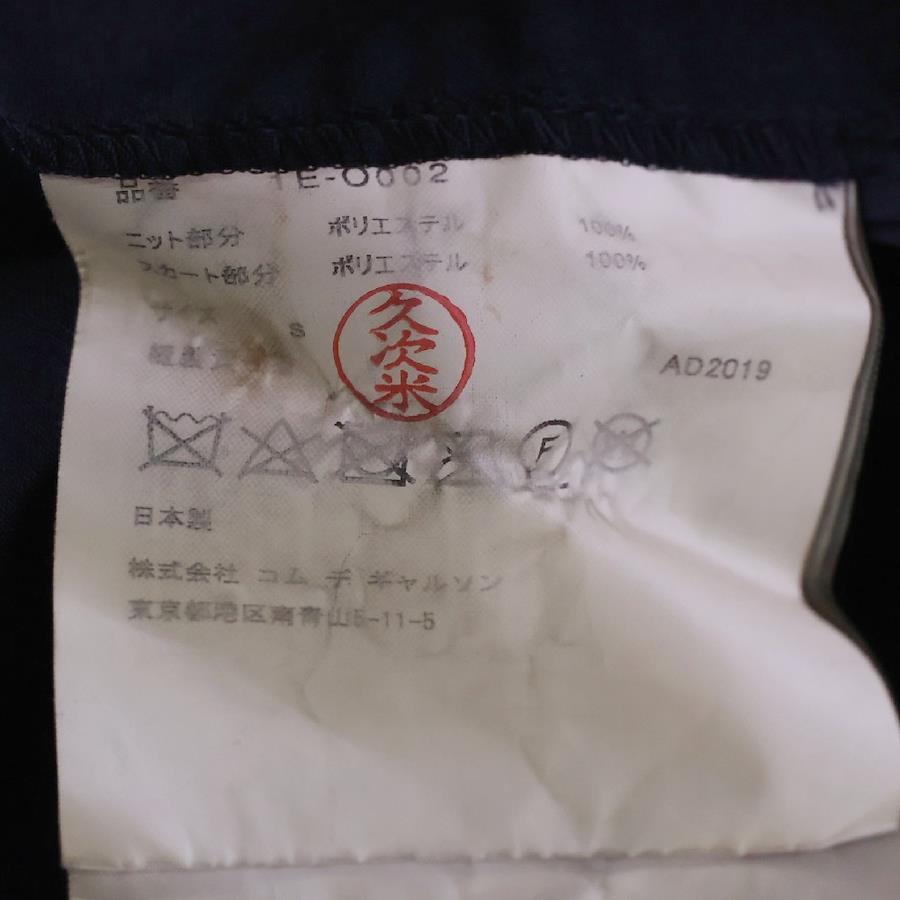 品番 TE-O002
ニット部分 ポリエステル 100%
スカート部分 ポリエステル 100%
サイズ S
久次米
AD2019
F
日本製
株式会社 コム デ ギャルソン
東京都港区南青山5-11-5